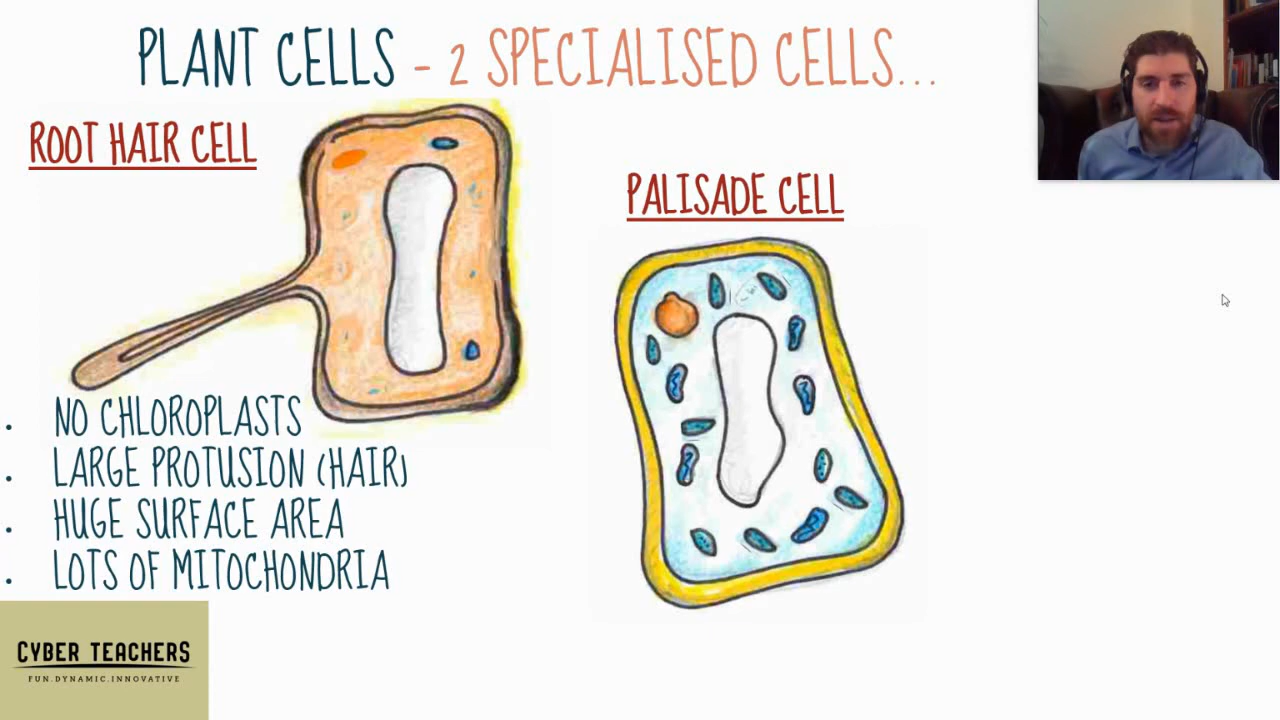 PLANT CELLS - 2 SPECIALISED CELLS...
ROOT HAIR CELL
PALISADE CELL
. NO CHLOROPLASTS
. LARGE PROTUSION (HAIR)
. HUGE SURFACE AREA
. LOTS OF MITOCHONDRIA
CYBER TEACHERS
FUN.DYNAMIC.INNOVATIVE